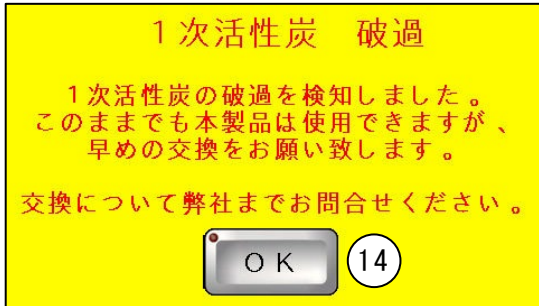 １次活性炭　破過
１次活性炭の破過を検知しました。
このままでも本製品は使用できますが、
早めの交換をお願い致します。
交換について弊社までお問合せください。
ＯＫ
14